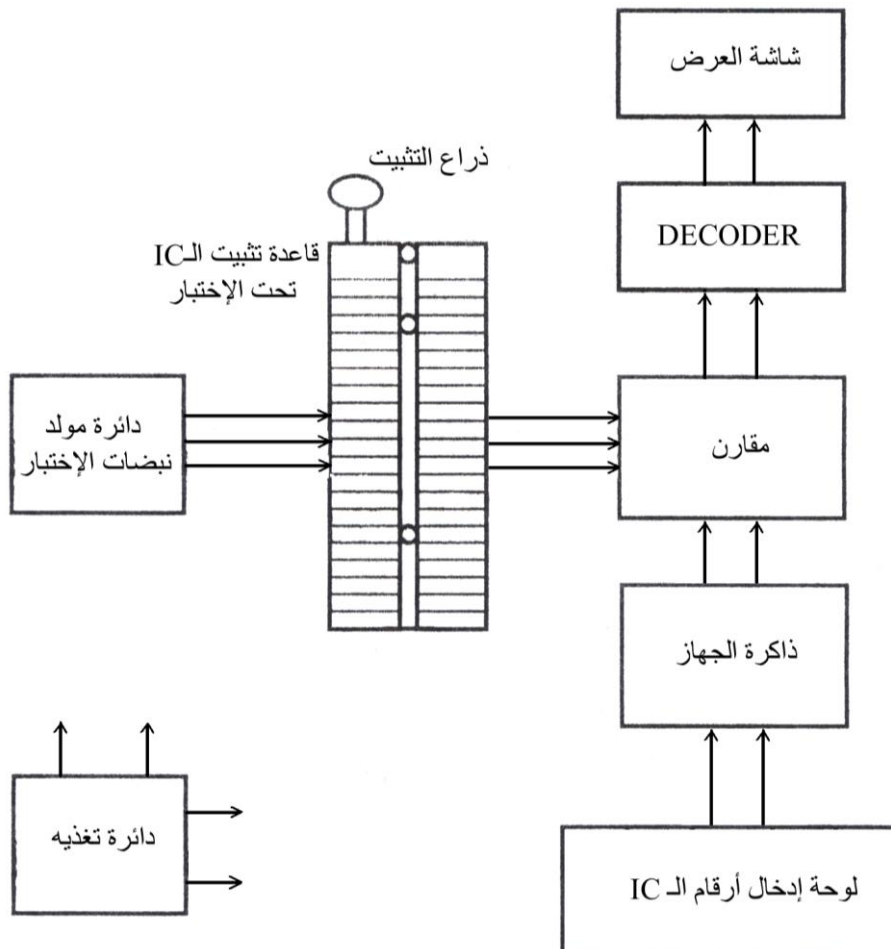 شاشة العرض
ذراع التثبيت
DECODER
قاعدة تثبيت الـIC
تحت الإختبار
دائرة مولد
نبضات الإختبار
مقارن
ذاكرة الجهاز
دائرة تغذيه
لوحة إدخال أرقام الـ IC